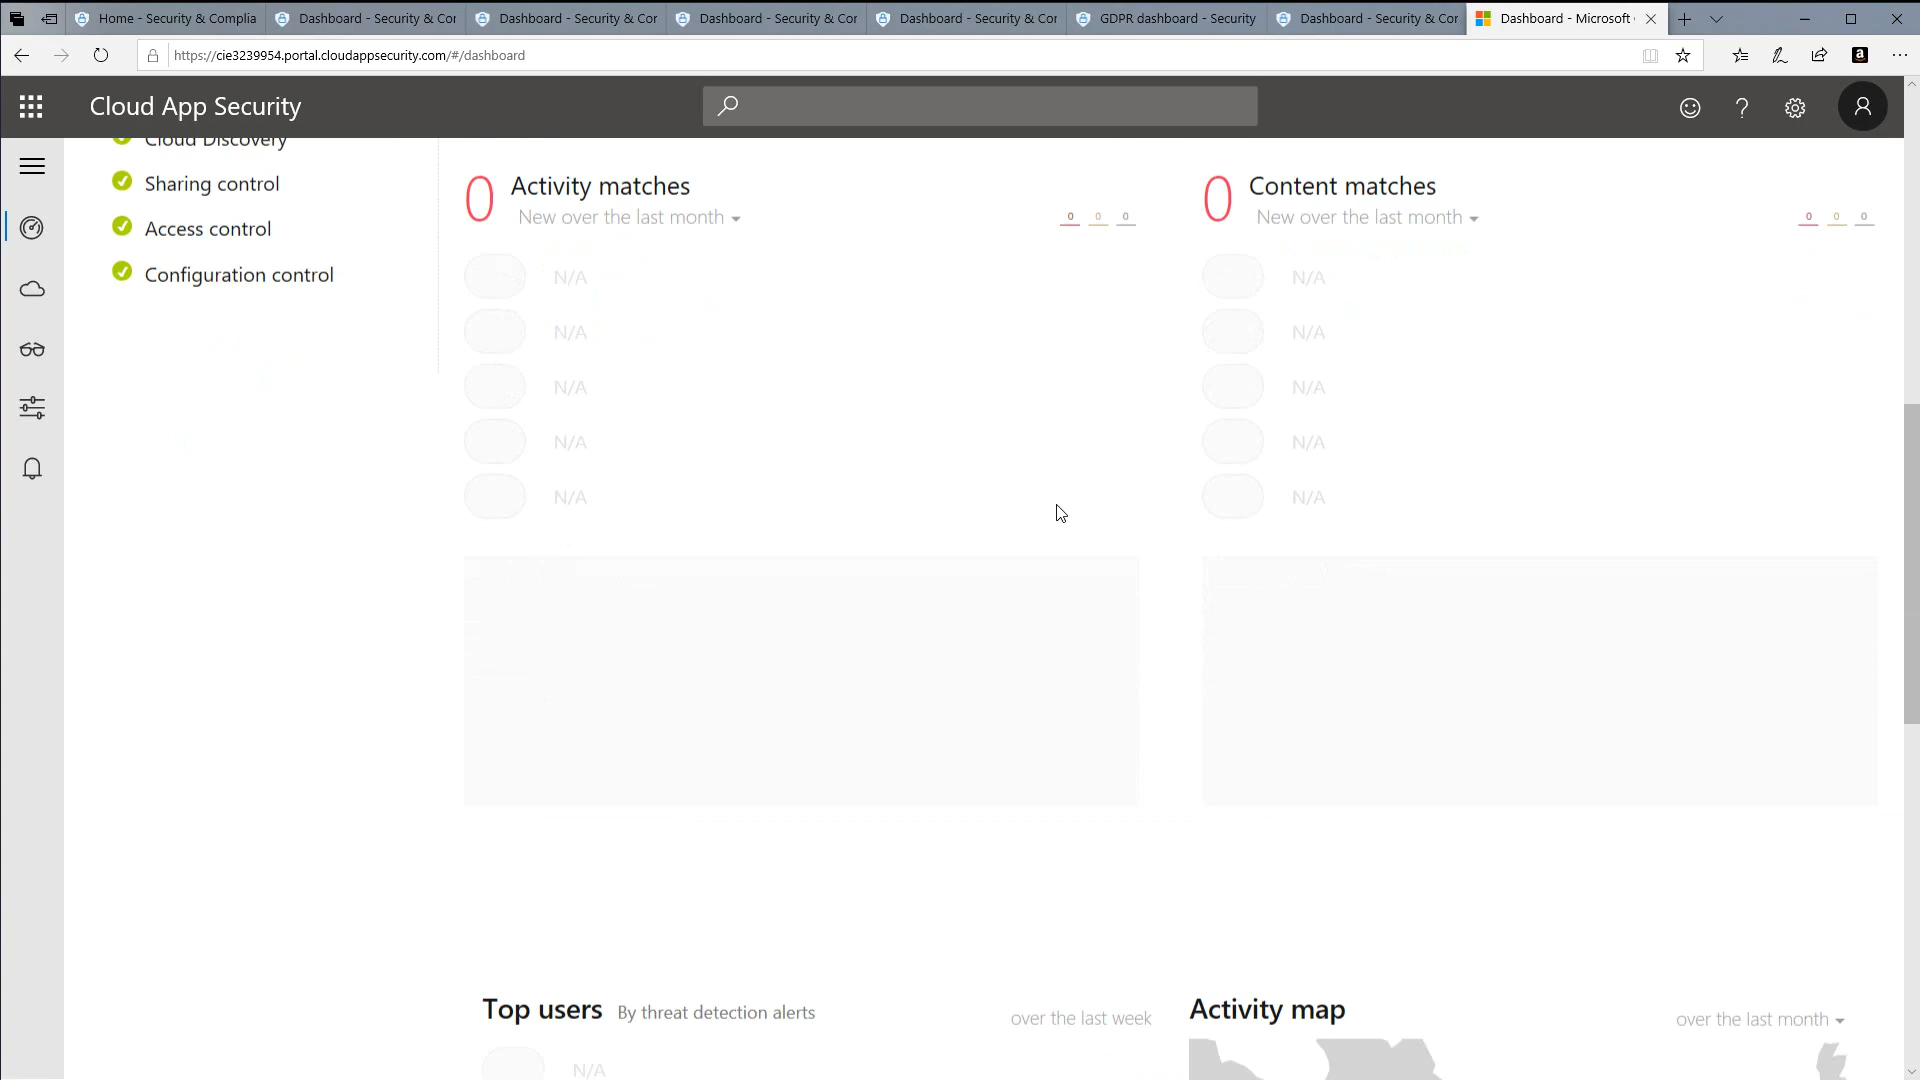 Home - Security & Complia
Dashboard - Security & Cor
Dashboard - Security & Cor
Dashboard - Security & Cor
Dashboard - Security & Cor
GDPR dashboard - Security
Dashboard - Security & Cor
Dashboard - Microsoft
https://cie3239954.portal.cloudappsecurity.com/#/dashboard
Cloud App Security
Cloud Discovery
Sharing control
Access control
Configuration control
0 Activity matches
New over the last month
0 0 0
N/A
N/A
N/A
N/A
N/A
0 Content matches
New over the last month
0 0 0
N/A
N/A
N/A
N/A
N/A
Top users By threat detection alerts
over the last week
N/A
Activity map
over the last month